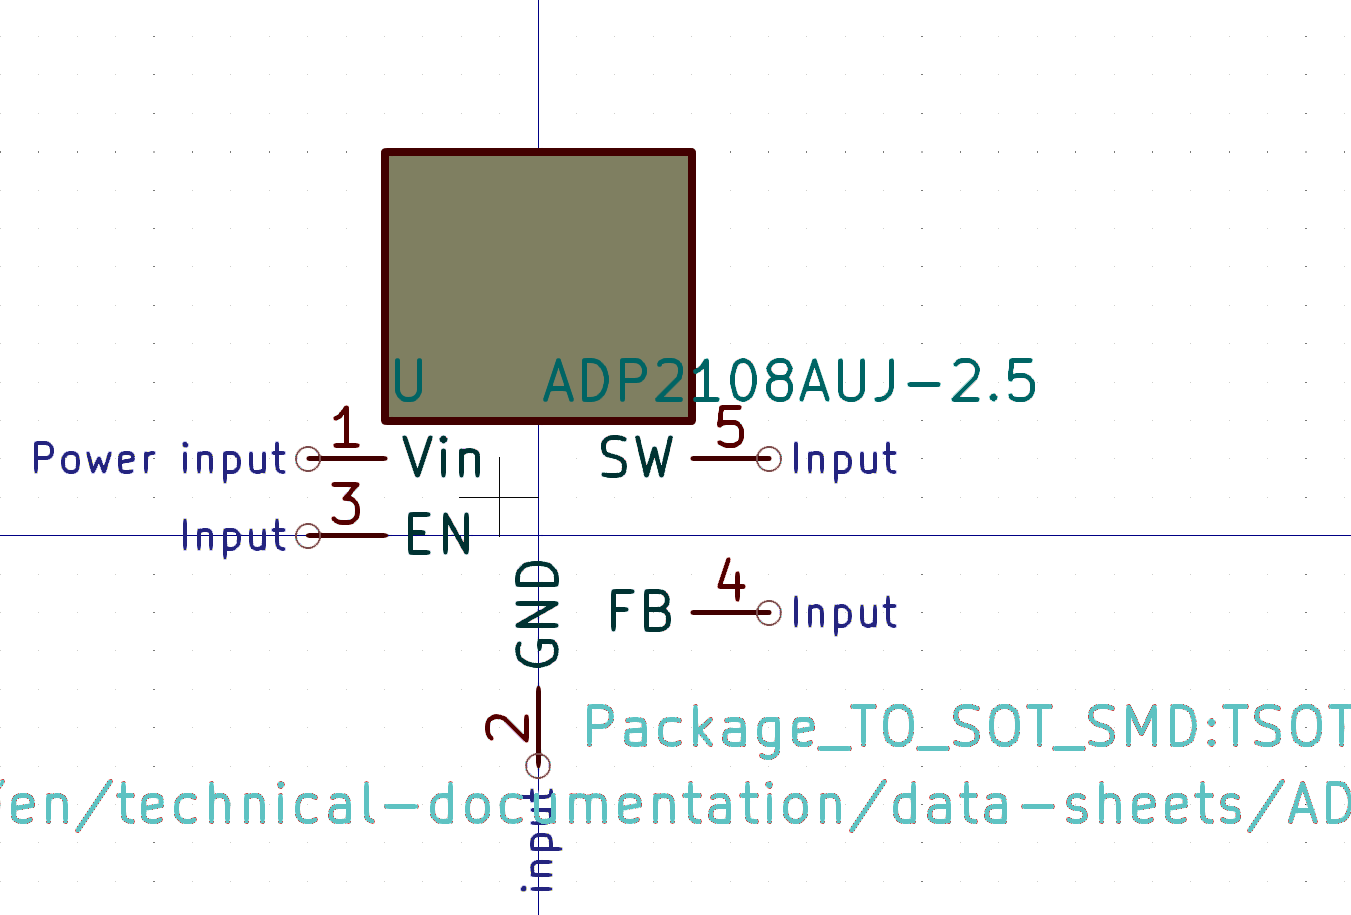 U ADP2108AUJ-2.5
Power input 1 Vin SW 5 Input
Input 3 EN
GND FB 4 Input
2 Package_TO_SOT_SMD:TSOT
/en/technical-documentation/data-sheets/AD
input